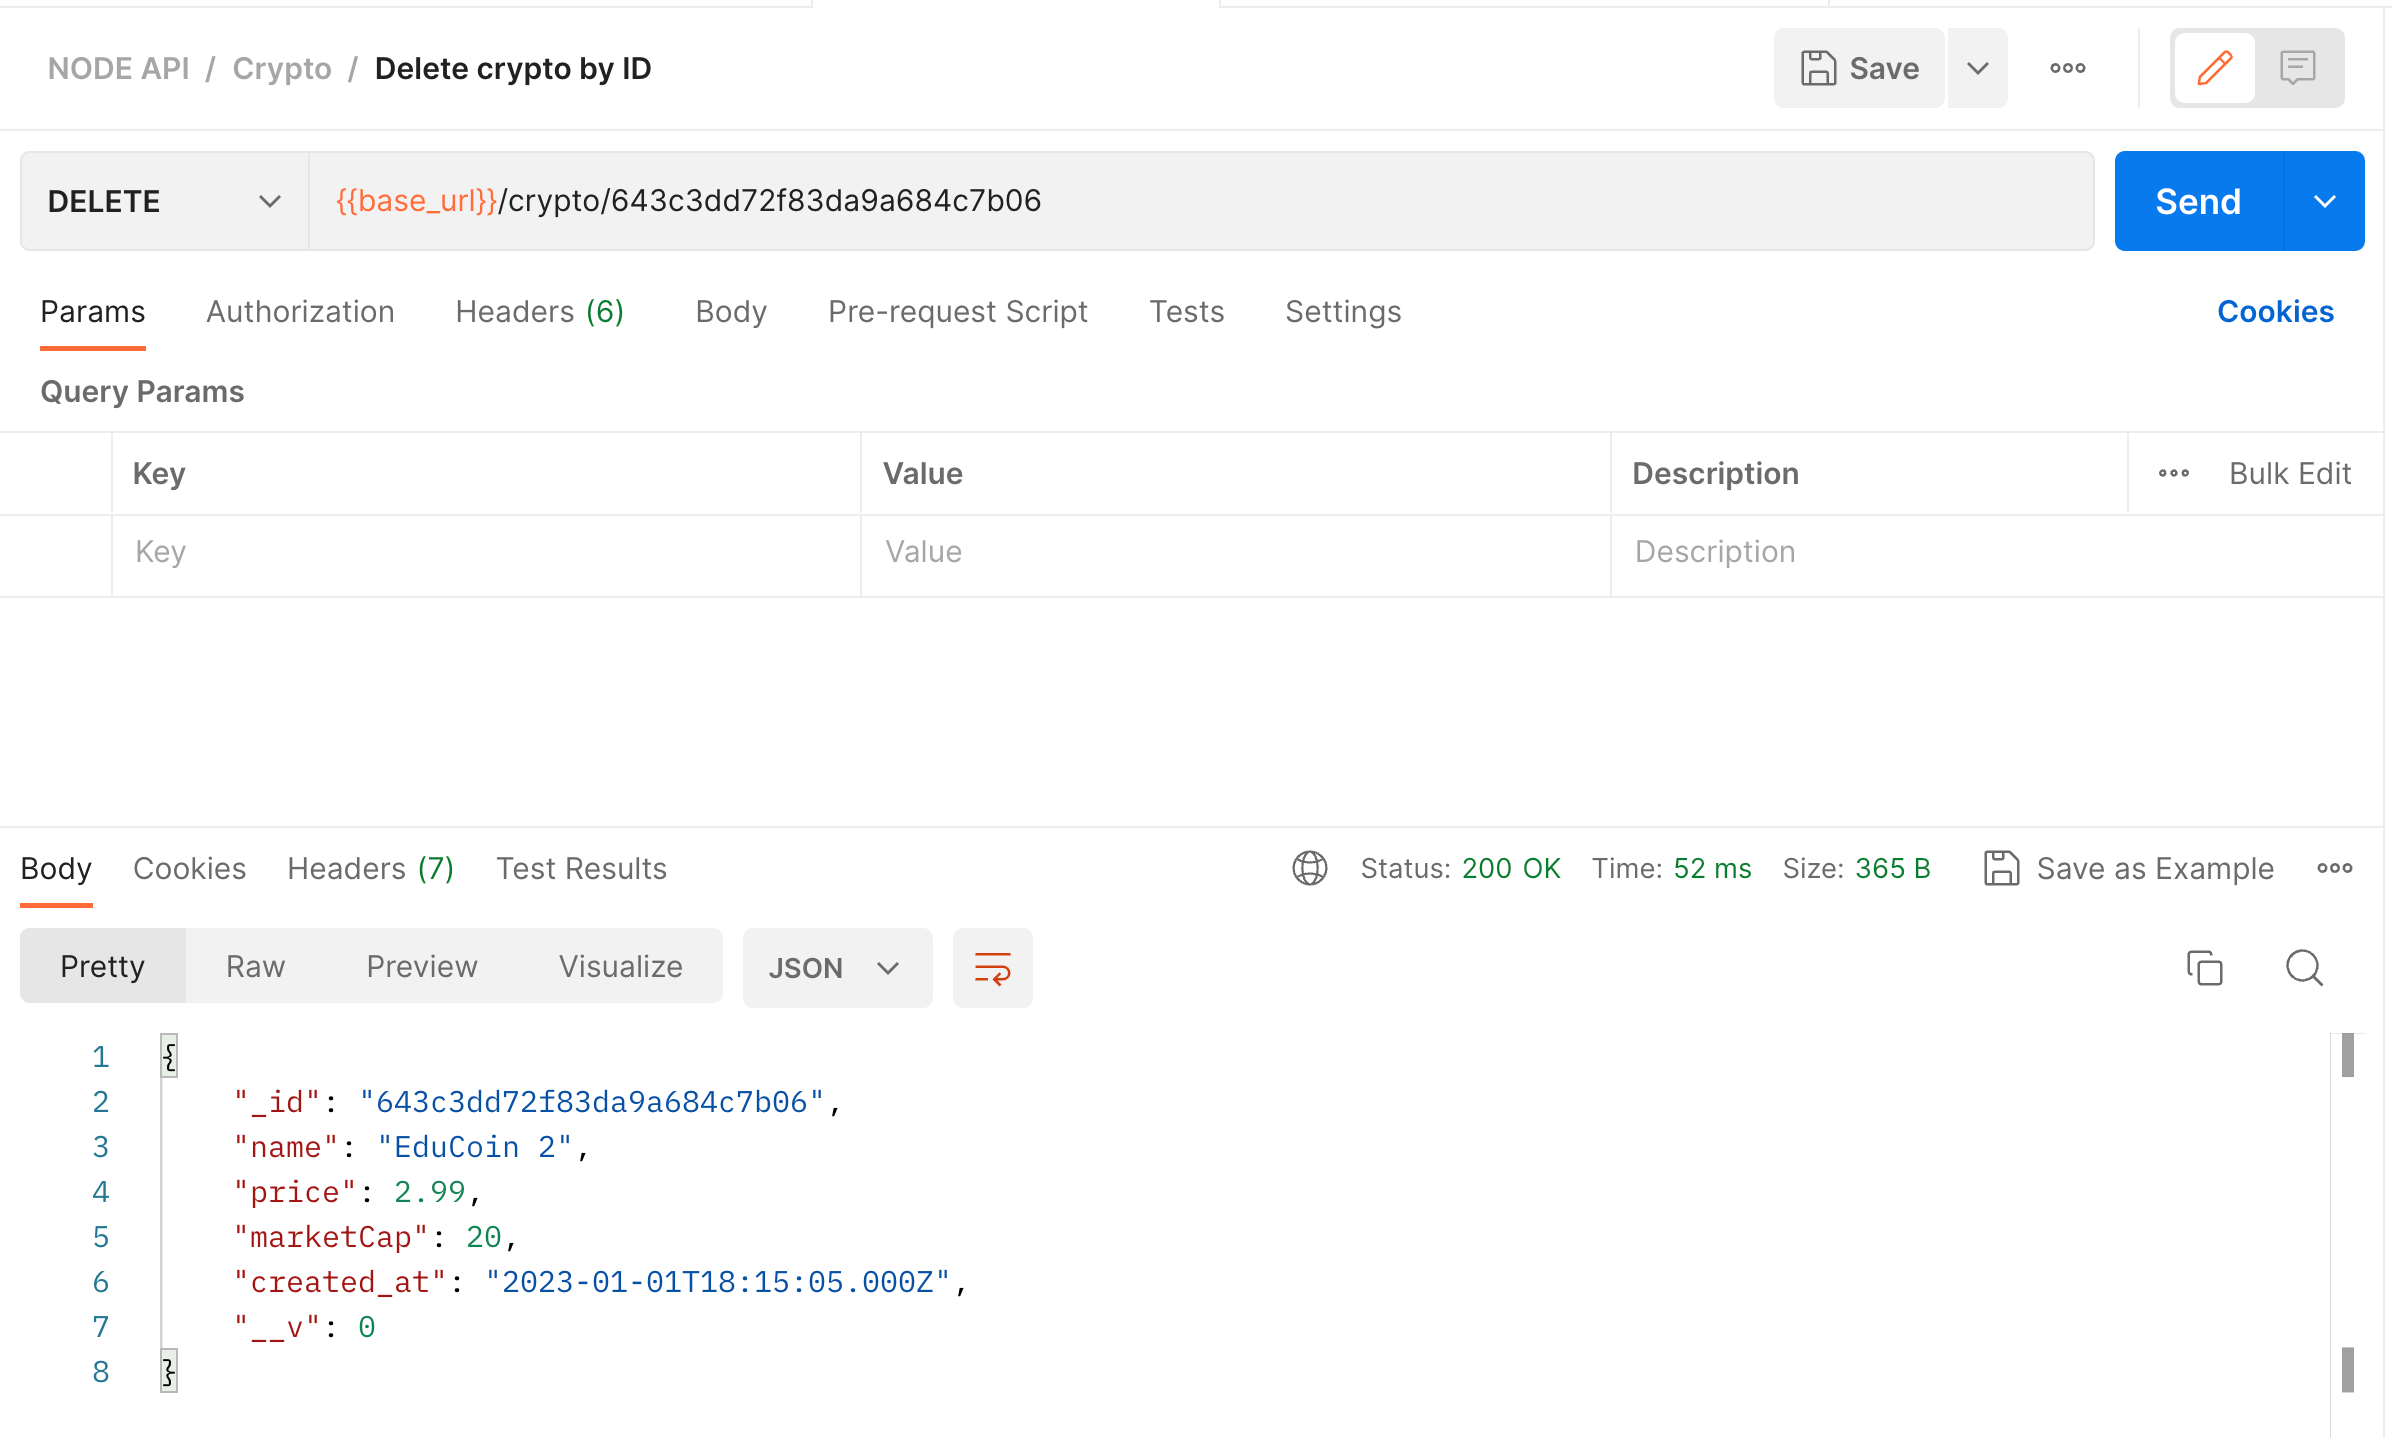 NODE API / Crypto / Delete crypto by ID
Save
DELETE
{{base_url}}/crypto/643c3dd72f83da9a684c7b06
Send
Params Authorization Headers (6) Body Pre-request Script Tests Settings Cookies
Query Params
Key Value Description Bulk Edit
Key Value Description
Body Cookies Headers (7) Test Results Status: 200 OK Time: 52 ms Size: 365 B Save as Example
Pretty Raw Preview Visualize JSON
1 {
2 "_id": "643c3dd72f83da9a684c7b06",
3 "name": "EduCoin 2",
4 "price": 2.99,
5 "marketCap": 20,
6 "created_at": "2023-01-01T18:15:05.000Z",
7 "__v": 0
8 }